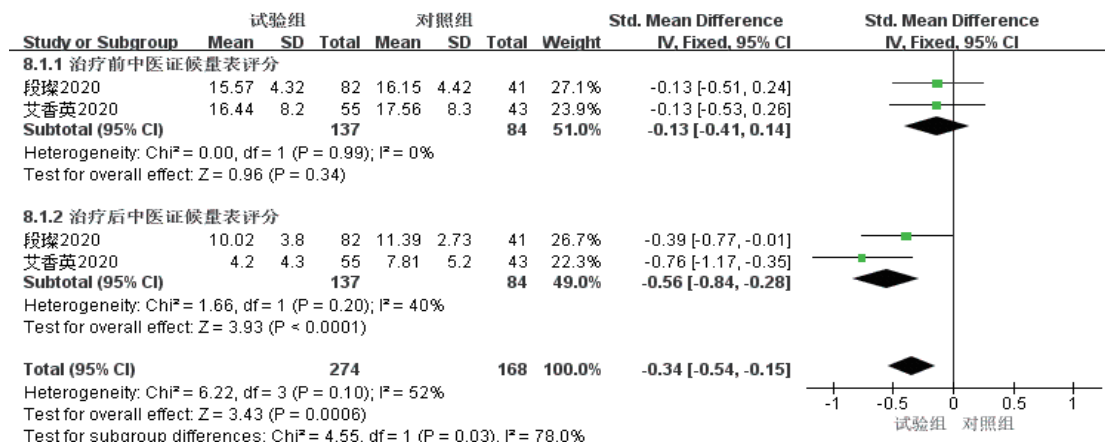 试验组 对照组 Std. Mean Difference Std. Mean Difference
Study or Subgroup Mean SD Total Mean SD Total Weight IV, Fixed, 95% CI IV, Fixed, 95% CI
8.1.1 治疗前中医证候量表评分
段璨2020 15.57 4.32 82 16.15 4.42 41 27.1% -0.13 [-0.51, 0.24]
艾香英2020 16.44 8.2 55 17.56 8.3 43 23.9% -0.13 [-0.53, 0.26]
Subtotal (95% CI) 137 84 51.0% -0.13 [-0.41, 0.14]
Heterogeneity: Chi² = 0.00, df = 1 (P = 0.99); I² = 0%
Test for overall effect: Z = 0.96 (P = 0.34)
8.1.2 治疗后中医证候量表评分
段璨2020 10.02 3.8 82 11.39 2.73 41 26.7% -0.39 [-0.77, -0.01]
艾香英2020 4.2 4.3 55 7.81 5.2 43 22.3% -0.76 [-1.17, -0.35]
Subtotal (95% CI) 137 84 49.0% -0.56 [-0.84, -0.28]
Heterogeneity: Chi² = 1.66, df = 1 (P = 0.20); I² = 40%
Test for overall effect: Z = 3.93 (P < 0.0001)
Total (95% CI) 274 168 100.0% -0.34 [-0.54, -0.15]
Heterogeneity: Chi² = 6.22, df = 3 (P = 0.10); I² = 52%
Test for overall effect: Z = 3.43 (P = 0.0006)
Test for subgroup differences: Chi² = 4.55, df = 1 (P = 0.03), I² = 78.0%
-1 -0.5 0 0.5 1
试验组 对照组